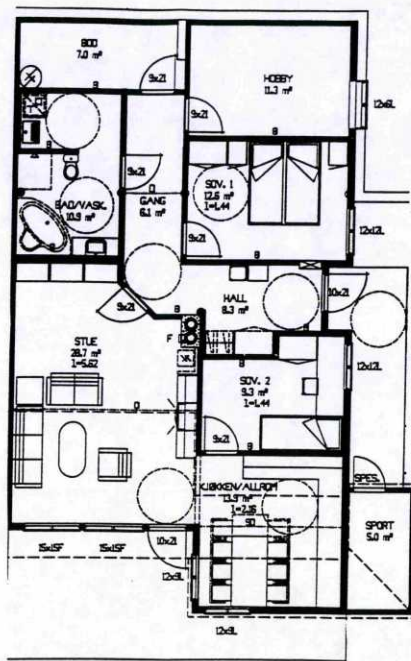 BOD
7.0 m²
9x21
HOBBY
11.3 m²
12x6L
9x21
9x21
SOV. 1
12.6 m²
1=1.44
BAD/VASK.
10.9 m²
GANG
6.1 m²
9x21
12x12L
HALL
8.3 m²
10x21
9x21
STUE
28.7 m²
1=5.62
F
VK
SOV. 2
9.3 m²
1=1.44
12x12L
9x21
KJØKKEN/ALLROM
13.9 m²
1=2.16
SD
SPES.
SPORT
5.0 m²
15x15F
15x15F
10x21
12x9L
12x9L